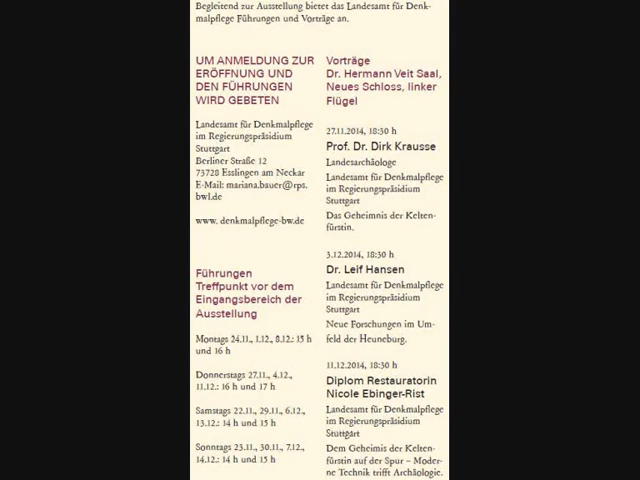 Begleitend zur Ausstellung bietet das Landesamt für Denk-
malpflege Führungen und Vorträge an.
UM ANMELDUNG ZUR
ERÖFFNUNG UND
DEN FÜHRUNGEN
WIRD GEBETEN
Landesamt für Denkmalpflege
im Regierungspräsidium
Stuttgart
Berliner Straße 12
73728 Esslingen am Neckar
E-Mail: mariana.bauer@rps.
bwl.de
www. denkmalpflege-bw.de
Führungen
Treffpunkt vor dem
Eingangsbereich der
Ausstellung
Montags 24.11., 1.12., 8.12.: 15 h
und 16 h
Donnerstags 27.11., 4.12.,
11.12.: 16 h und 17 h
Samstags 22.11., 29.11., 6.12.,
13.12.: 14 h und 15 h
Sonntags 23.11., 30.11., 7.12.,
14.12.: 14 h und 15 h
Vorträge
Dr. Hermann Veit Saal,
Neues Schloss, linker
Flügel
27.11.2014, 18:30 h
Prof. Dr. Dirk Krausse
Landesarchäologe
Landesamt für Denkmalpflege
im Regierungspräsidium
Stuttgart
Das Geheimnis der Kelten-
fürstin.
3.12.2014, 18:30 h
Dr. Leif Hansen
Landesamt für Denkmalpflege
im Regierungspräsidium
Stuttgart
Neue Forschungen im Um-
feld der Heuneburg.
11.12.2014, 18:30 h
Diplom Restauratorin
Nicole Ebinger-Rist
Landesamt für Denkmalpflege
im Regierungspräsidium
Stuttgart
Dem Geheimis der Kelten-
fürstin auf der Spur – Moder-
ne Technik trifft Archäologie.